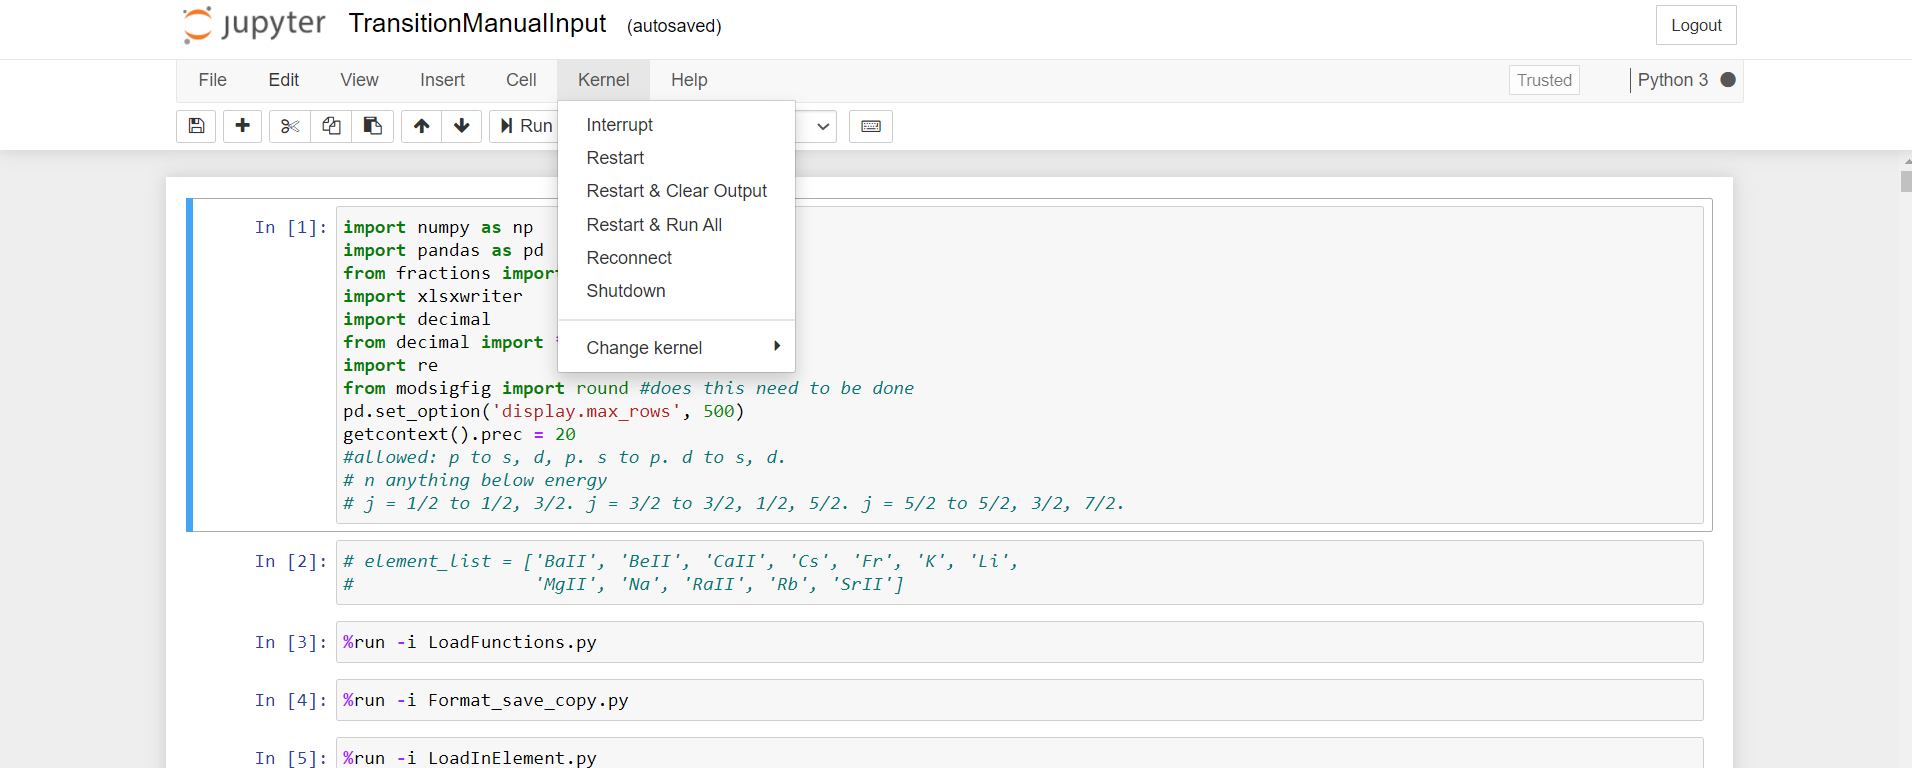 jupyter TransitionManualInput (autosaved) Logout
File Edit View Insert Cell Kernel Help Trusted Python 3
Run
Interrupt
Restart
Restart & Clear Output
Restart & Run All
Reconnect
Shutdown
Change kernel
In [1]: import numpy as np
import pandas as pd
from fractions import
import xlsxwriter
import decimal
from decimal import *
import re
from modsigfig import round #does this need to be done
pd.set_option('display.max_rows', 500)
getcontext().prec = 20
#allowed: p to s, d, p. s to p. d to s, d.
# n anything below energy
# j = 1/2 to 1/2, 3/2. j = 3/2 to 3/2, 1/2, 5/2. j = 5/2 to 5/2, 3/2, 7/2.
In [2]: # element_list = ['BaII', 'BeII', 'CaII', 'Cs', 'Fr', 'K', 'Li',
# 'MgII', 'Na', 'RaII', 'Rb', 'SrII']
In [3]: %run -i LoadFunctions.py
In [4]: %run -i Format_save_copy.py
In [5]: %run -i LoadInElement.py